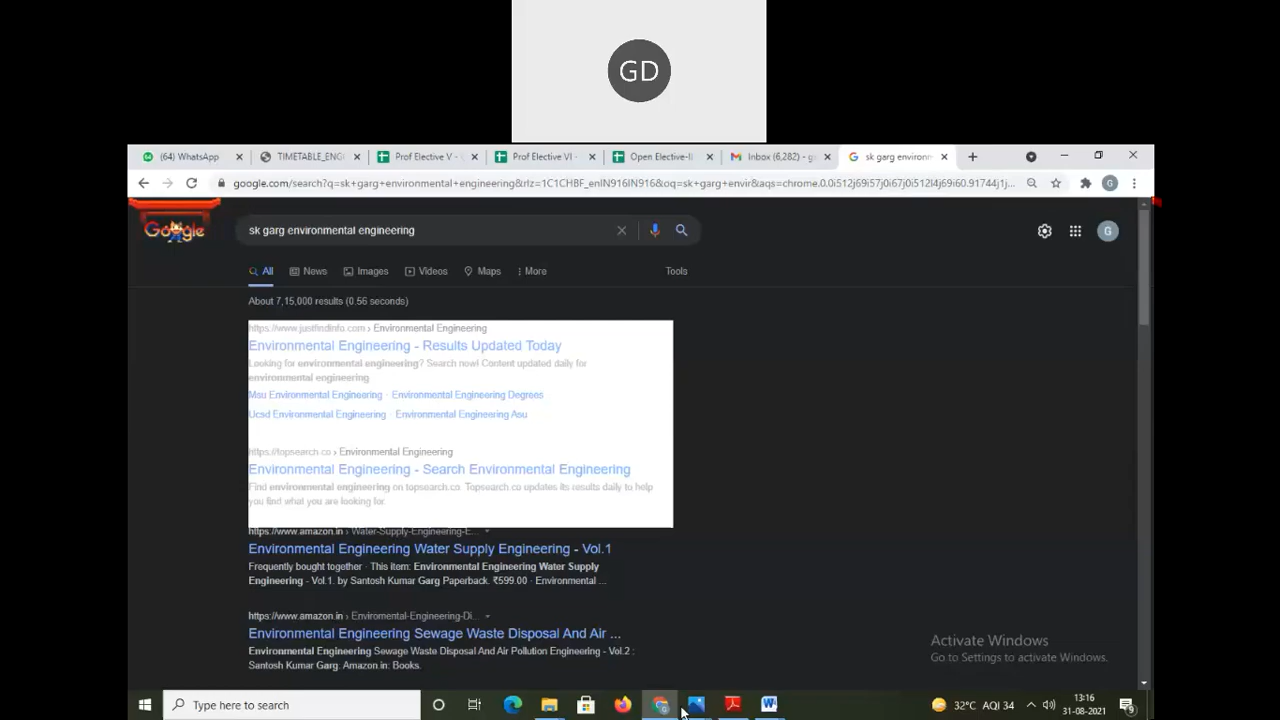 GD
(64) WhatsApp
TIMETABLE_ENG
Prof Elective V -
Prof Elective VI -
Open Elective-II
Inbox (6,282) - g
sk garg environm
google.com/search?q=sk+garg+environmental+engineering&rlz=1C1CHBF_enIN916IN916&oq=sk+garg+envir&aqs=chrome.0.0i512j69i57j0i67j0i512l4j69i60.91744j1j...
G
Google
sk garg environmental engineering
G
All
News
Images
Videos
Maps
More
Tools
About 7,15,000 results (0.56 seconds)
https://www.justfindinfo.com › Environmental Engineering
Environmental Engineering - Results Updated Today
Looking for environmental engineering? Search now! Content updated daily for
environmental engineering
Msu Environmental Engineering · Environmental Engineering Degrees
Ucsd Environmental Engineering · Environmental Engineering Asu
https://topsearch.co › Environmental Engineering
Environmental Engineering - Search Environmental Engineering
Find environmental engineering on topsearch.co. Topsearch.co updates its results daily to help
you find what you are looking for.
https://www.amazon.in › Water-Supply-Engineering-E...
Environmental Engineering Water Supply Engineering - Vol.1
Frequently bought together · This item: Environmental Engineering Water Supply
Engineering - Vol.1. by Santosh Kumar Garg Paperback. ₹599.00 · Environmental ...
https://www.amazon.in › Enviromental-Engineering-Di...
Environmental Engineering Sewage Waste Disposal And Air ...
Environmental Engineering Sewage Waste Disposal And Air Pollution Engineering - Vol.2 :
Santosh Kumar Garg: Amazon.in: Books.
Activate Windows
Go to Settings to activate Windows.
Type here to search
32°C AQI 34
13:16
31-08-2021
9